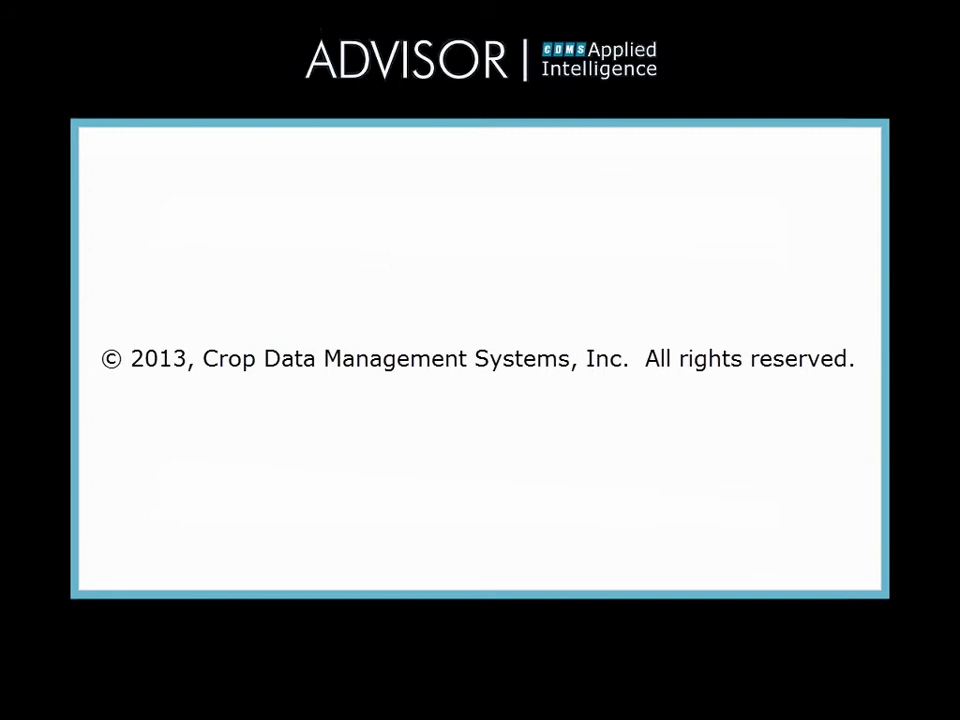 ADVISOR | CDMS Applied
Intelligence
© 2013, Crop Data Management Systems, Inc.  All rights reserved.